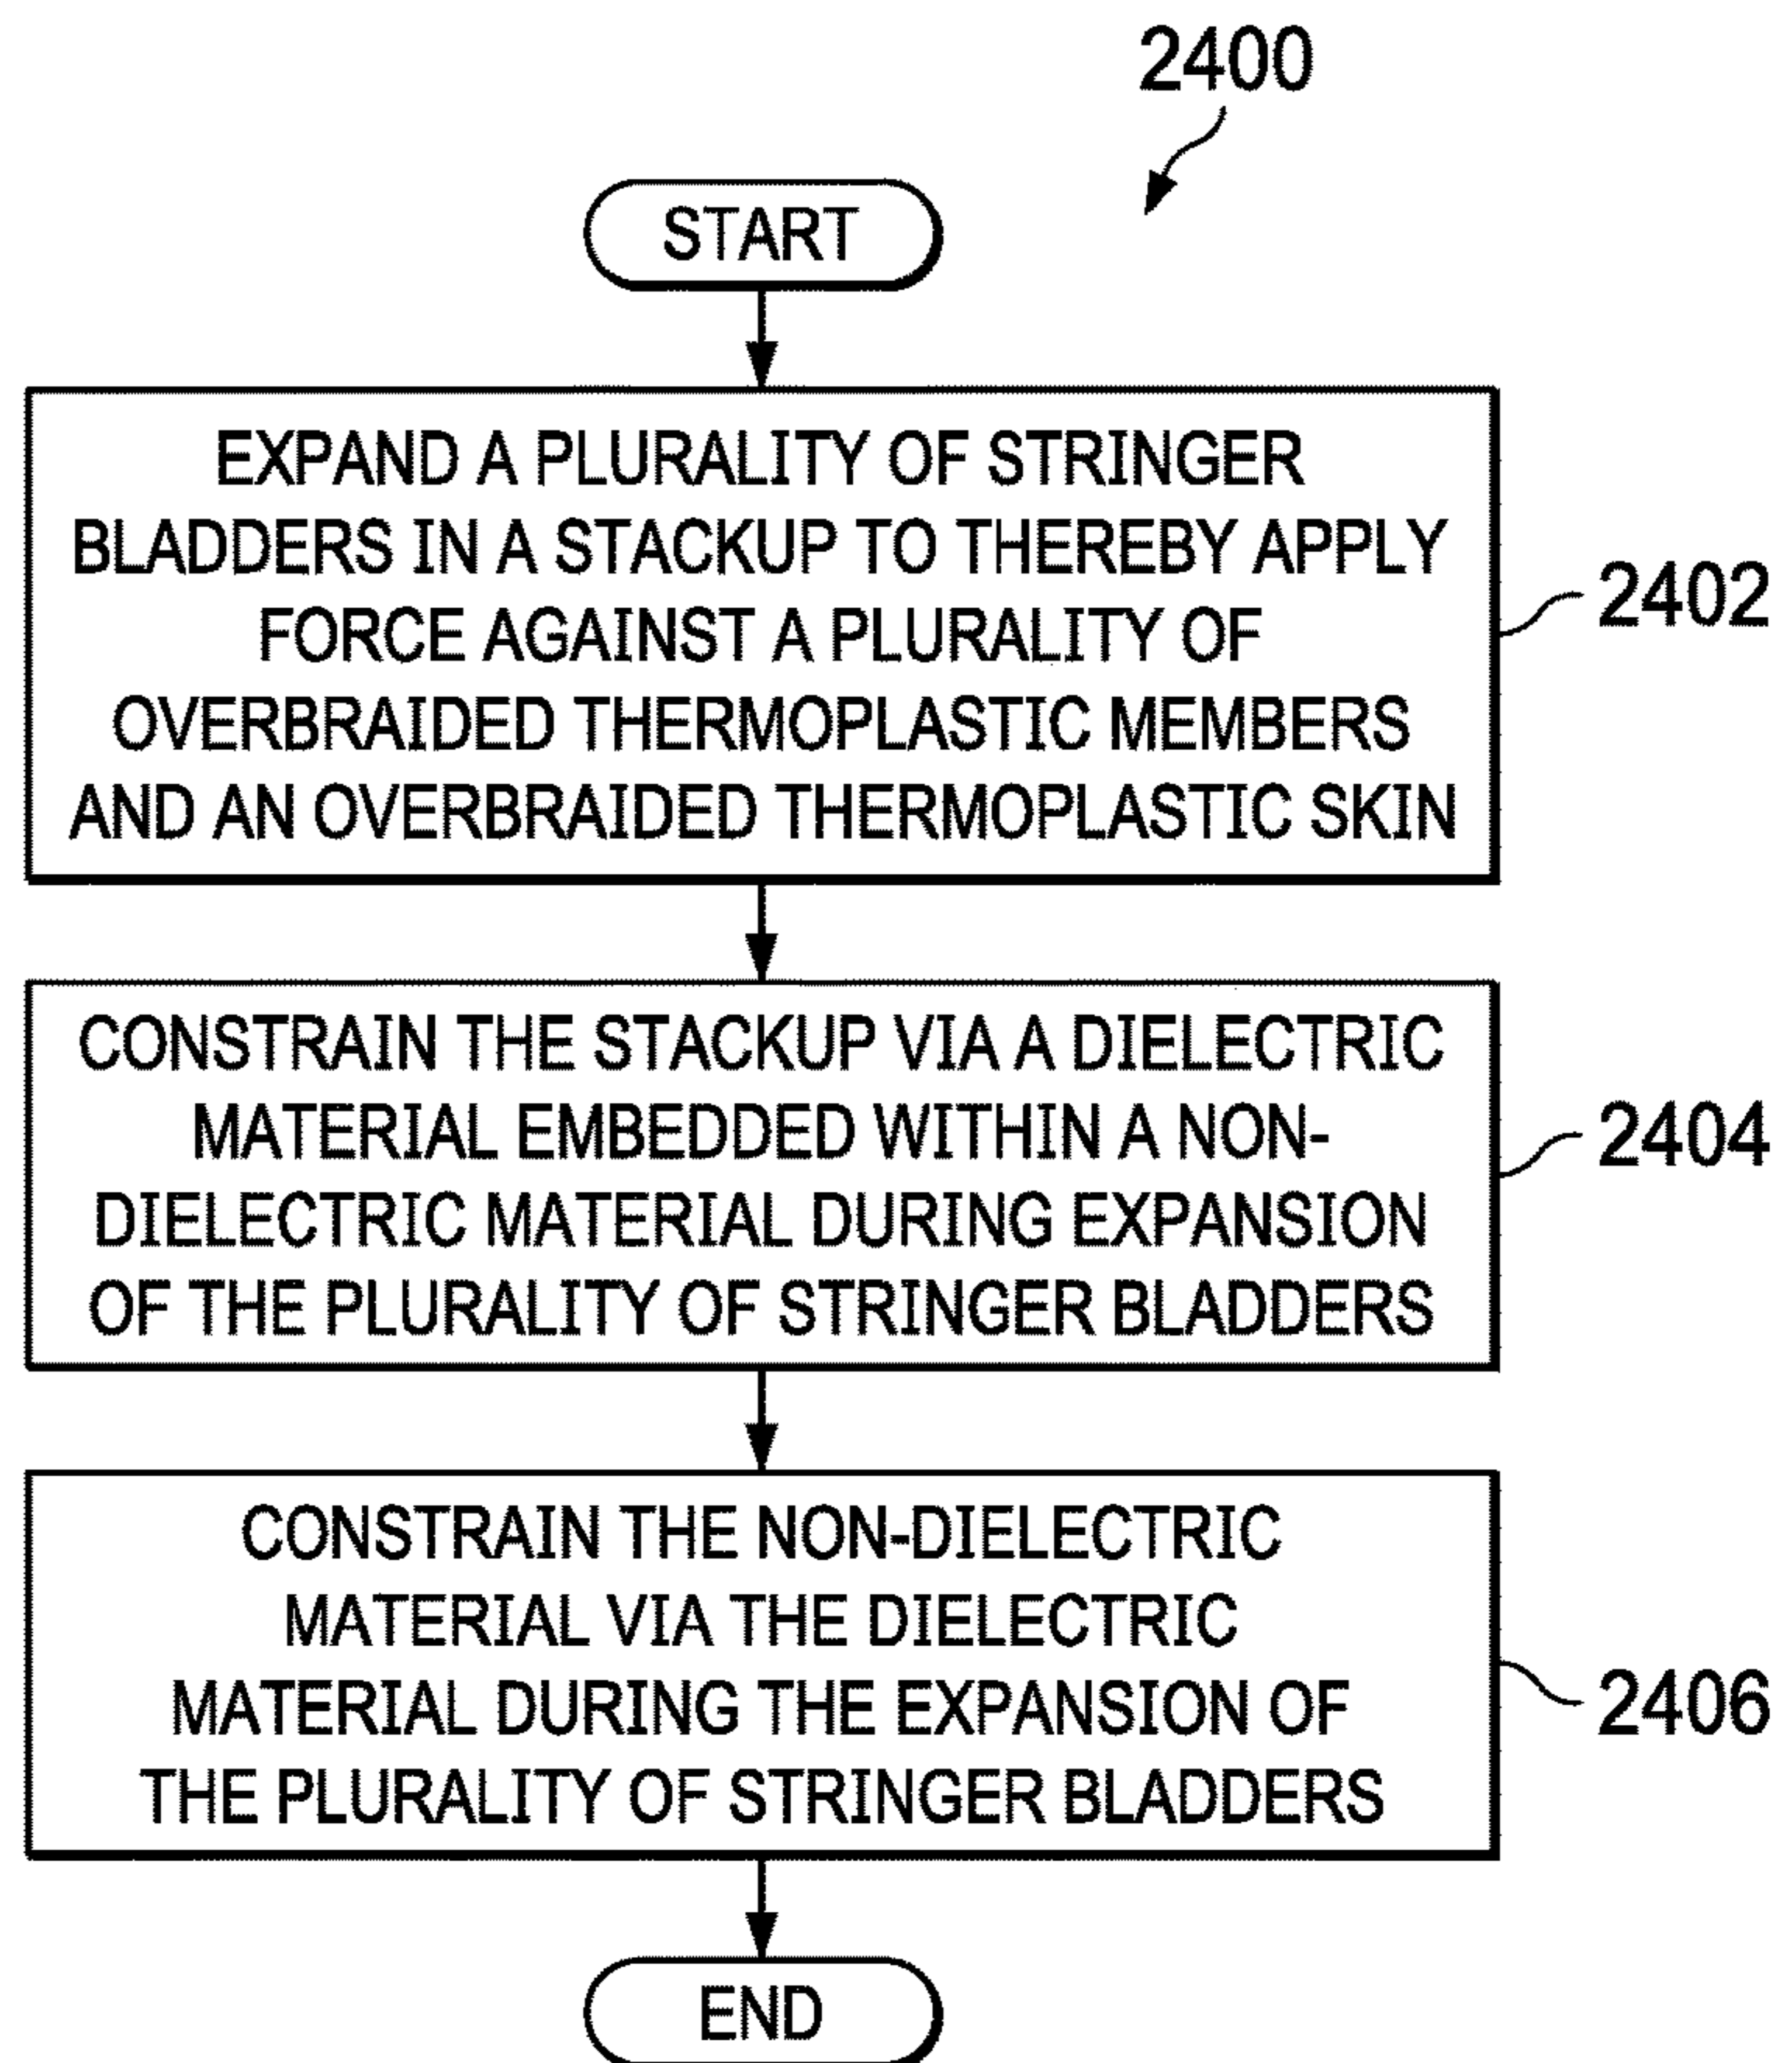 2400
START
EXPAND A PLURALITY OF STRINGER
BLADDERS IN A STACKUP TO THEREBY APPLY
FORCE AGAINST A PLURALITY OF
OVERBRAIDED THERMOPLASTIC MEMBERS
AND AN OVERBRAIDED THERMOPLASTIC SKIN
2402
CONSTRAIN THE STACKUP VIA A DIELECTRIC
MATERIAL EMBEDDED WITHIN A NON-
DIELECTRIC MATERIAL DURING EXPANSION
OF THE PLURALITY OF STRINGER BLADDERS
2404
CONSTRAIN THE NON-DIELECTRIC
MATERIAL VIA THE DIELECTRIC
MATERIAL DURING THE EXPANSION OF
THE PLURALITY OF STRINGER BLADDERS
2406
END